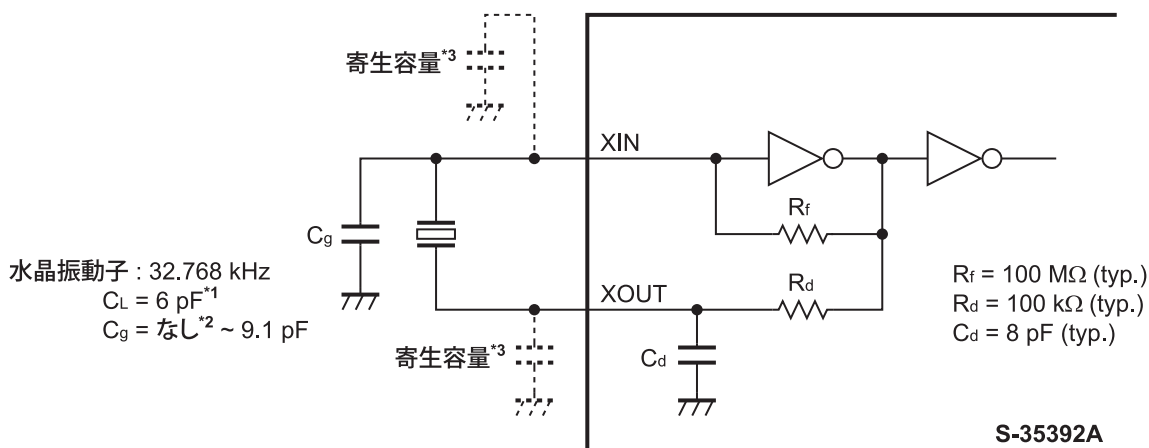 寄生容量*3
XIN
Rf
Cg
水晶振動子 : 32.768 kHz
CL = 6 pF*1
Cg = なし*2 ~ 9.1 pF
XOUT
Rd
Rf = 100 MΩ (typ.)
Rd = 100 kΩ (typ.)
Cd = 8 pF (typ.)
寄生容量*3
Cd
S-35392A